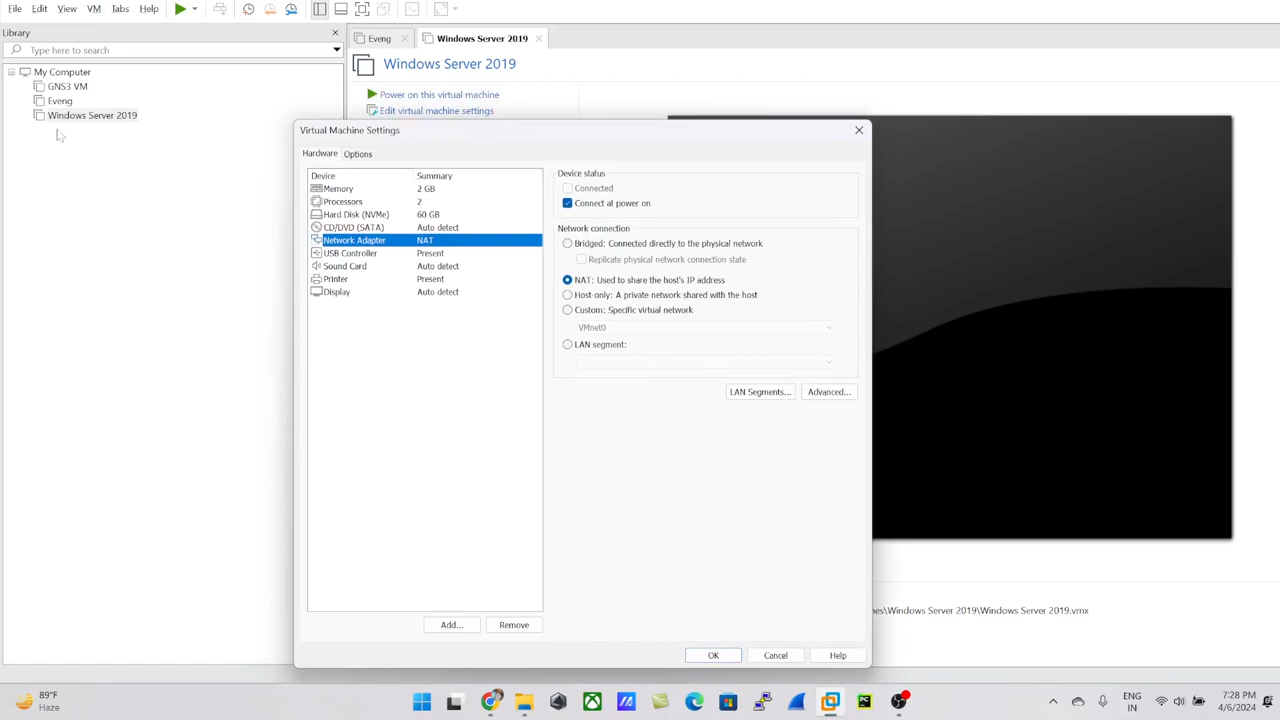 File Edit View VM Tabs Help
Library
Type here to search
My Computer
GNS3 VM
Eveng
Windows Server 2019
Eveng
Windows Server 2019
Windows Server 2019
Power on this virtual machine
Edit virtual machine settings
Virtual Machine Settings
Hardware Options
Device Summary
Memory 2 GB
Processors 2
Hard Disk (NVMe) 60 GB
CD/DVD (SATA) Auto detect
Network Adapter NAT
USB Controller Present
Sound Card Auto detect
Printer Present
Display Auto detect
Add... Remove
Device status
Connected
Connect at power on
Network connection
Bridged: Connected directly to the physical network
Replicate physical network connection state
NAT: Used to share the host's IP address
Host-only: A private network shared with the host
Custom: Specific virtual network
VMnet0
LAN segment:
LAN Segments... Advanced...
OK Cancel Help
nes\Windows Server 2019\Windows Server 2019.vmx
89°F
Haze
PC
ENG
IN
7:28 PM
4/6/2024